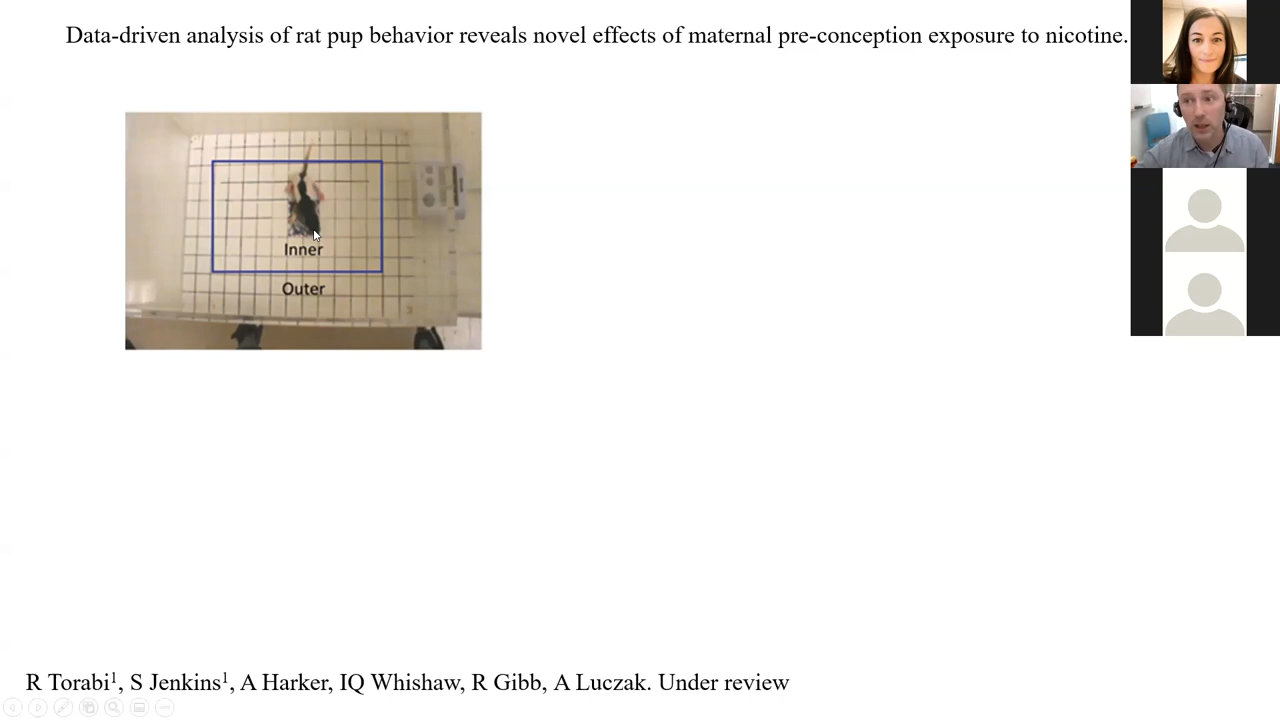 Data-driven analysis of rat pup behavior reveals novel effects of maternal pre-conception exposure to nicotine.
Inner
Outer
R Torabi¹, S Jenkins¹, A Harker, IQ Whishaw, R Gibb, A Luczak. Under review